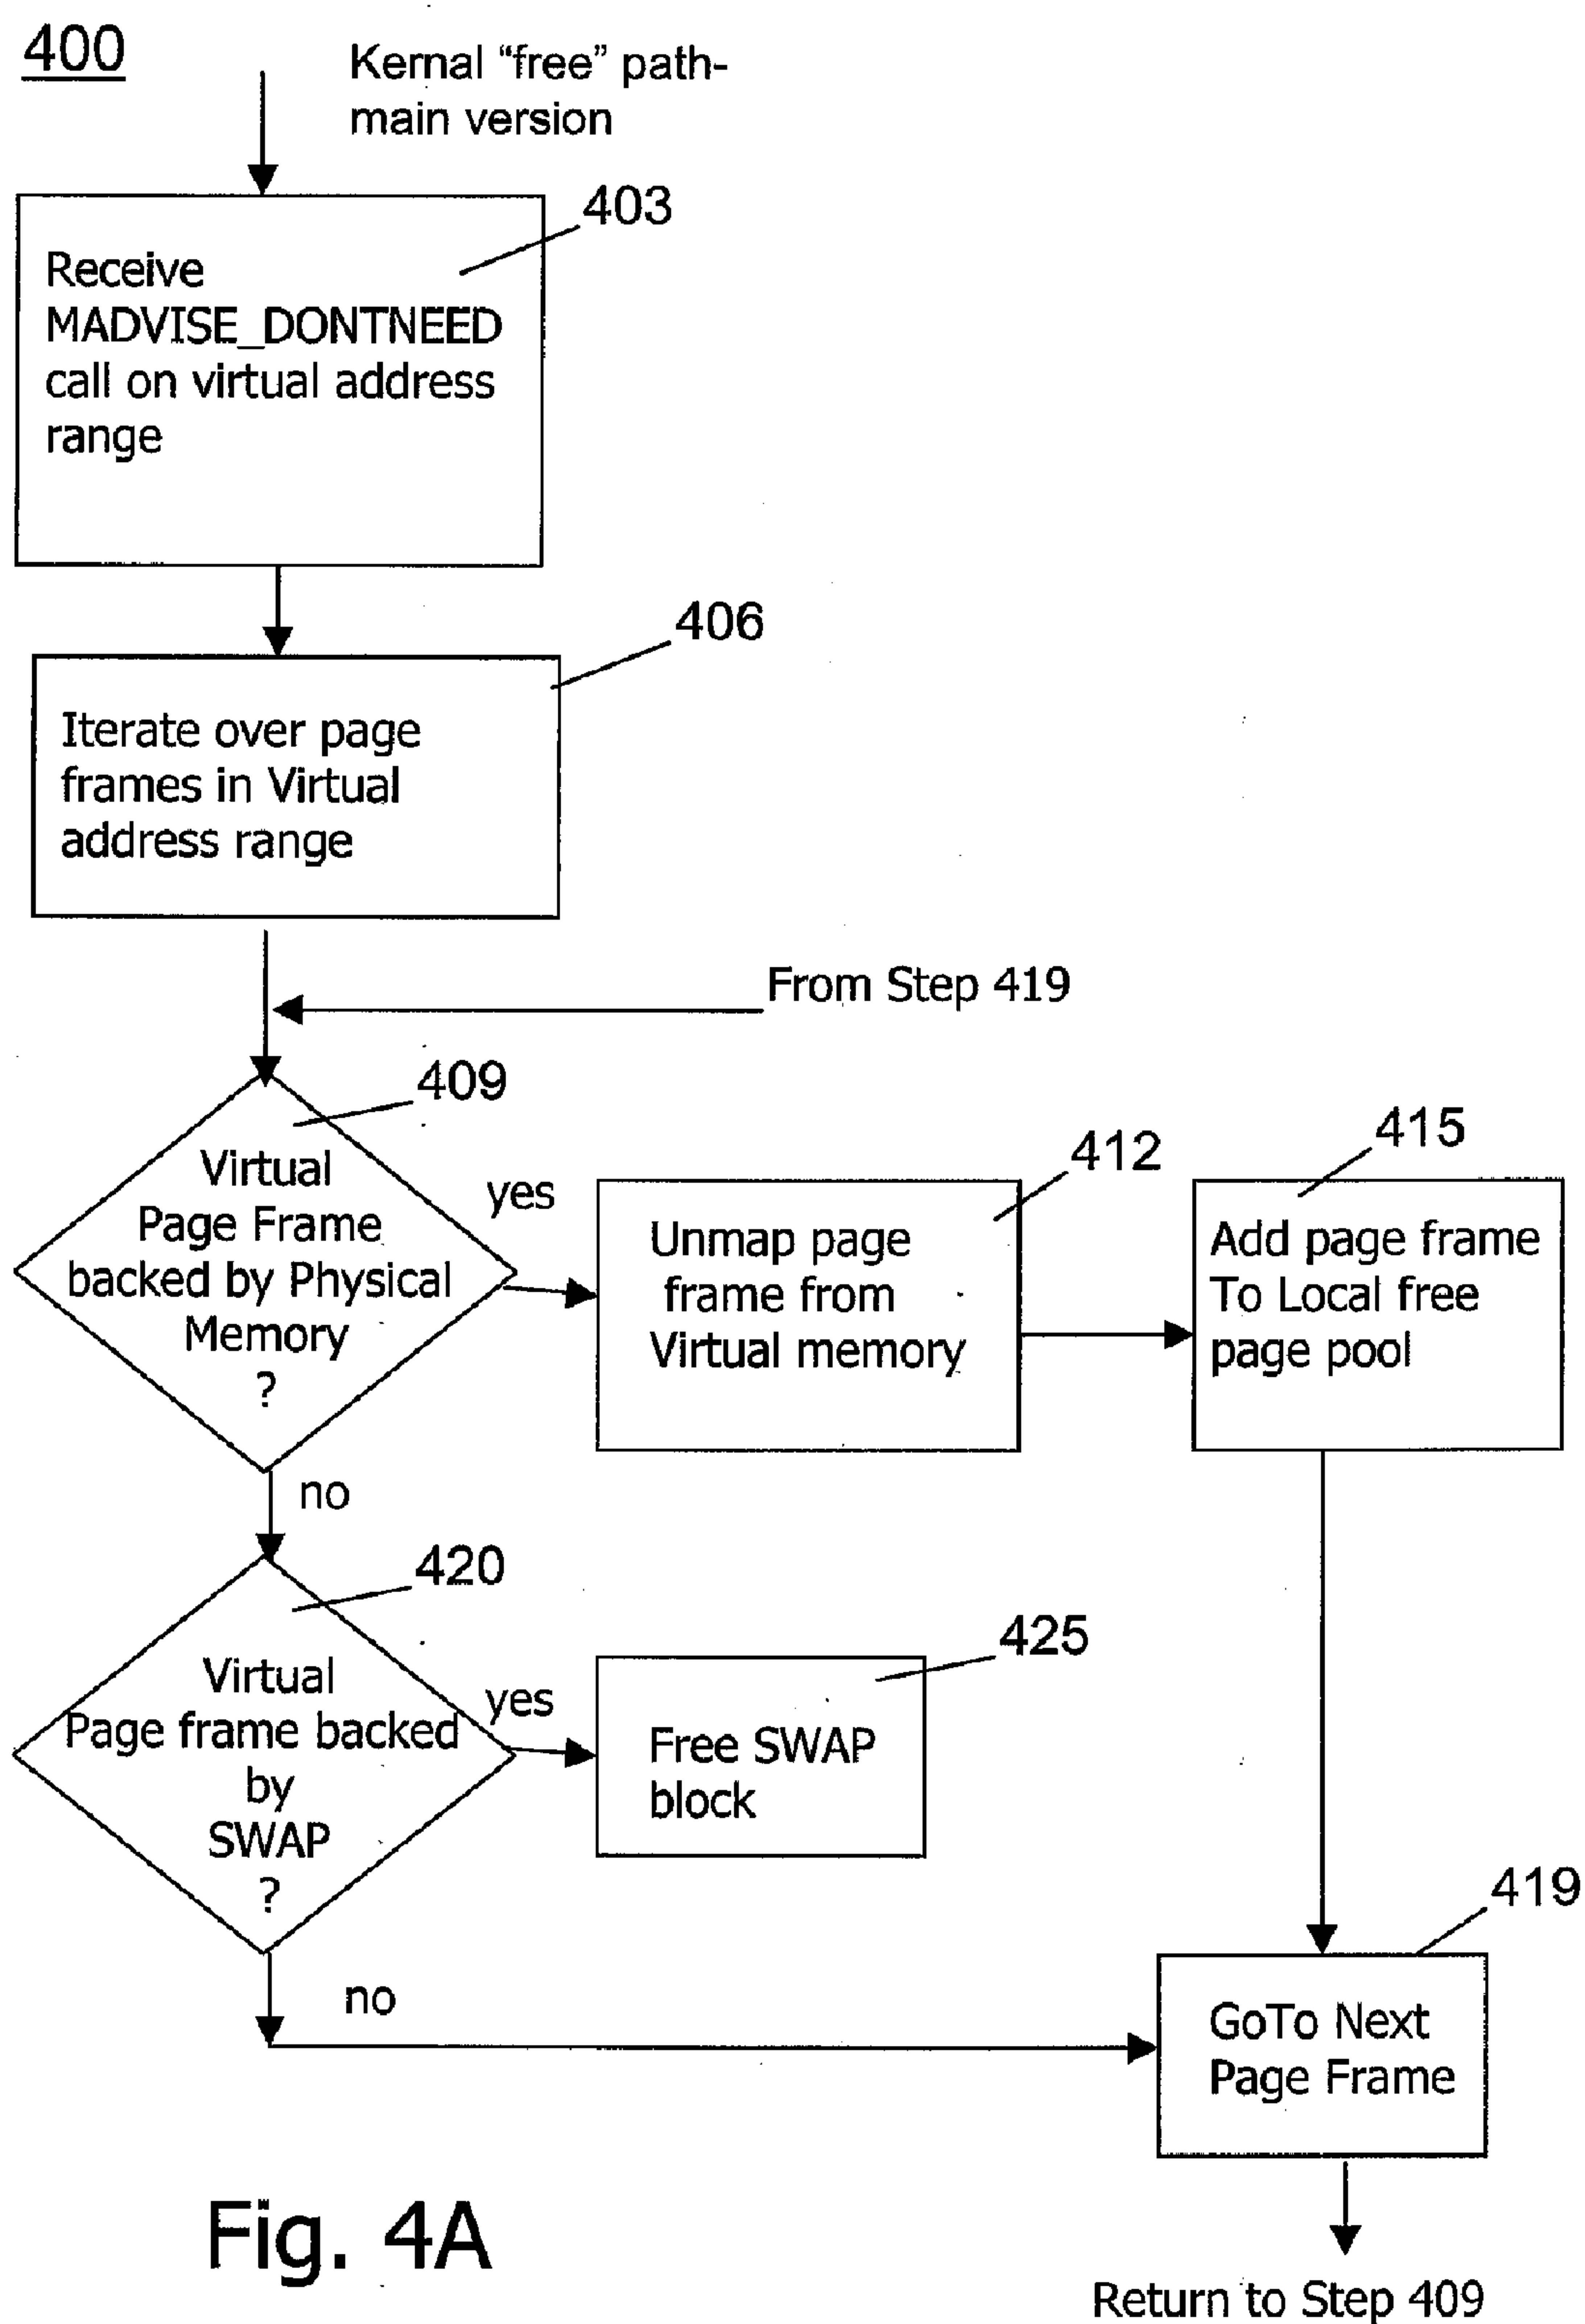 400
Kernal “free” path-
main version
403
Receive
MADVISE_DONTNEED
call on virtual address
range
406
Iterate over page
frames in Virtual
address range
From Step 419
409
Virtual
Page Frame
backed by Physical
Memory
?
yes
412
Unmap page
frame from
Virtual memory
415
Add page frame
To Local free
page pool
no
420
Virtual
Page frame backed
by
SWAP
?
yes
425
Free SWAP
block
no
419
GoTo Next
Page Frame
Return to Step 409
Fig. 4A